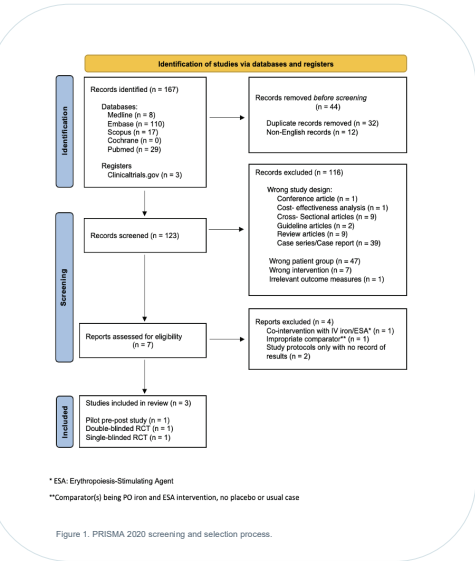 Identification of studies via databases and registers
Identification
Records identified (n = 167)
Databases:
Medline (n = 8)
Embase (n = 110)
Scopus (n = 17)
Cochrane (n = 0)
Pubmed (n = 29)
Registers
Clinicaltrials.gov (n = 3)
Records removed before screening
(n = 44)
Duplicate records removed (n = 32)
Non-English records (n = 12)
Screening
Records screened (n = 123)
Records excluded (n = 116)
Wrong study design:
Conference article (n = 1)
Cost- effectiveness analysis (n = 1)
Cross- Sectional articles (n = 9)
Guideline articles (n = 2)
Review articles (n = 9)
Case series/Case report (n = 39)
Wrong patient group (n = 47)
Wrong intervention (n = 7)
Irrelevant outcome measures (n = 1)
Reports assessed for eligibility
(n = 7)
Reports excluded (n = 4)
Co-intervention with IV iron/ESA* (n = 1)
Impropriate comparator** (n = 1)
Study protocols only with no record of
results (n = 2)
Included
Studies included in review (n = 3)
Pilot pre-post study (n = 1)
Double-blinded RCT (n = 1)
Single-blinded RCT (n = 1)
* ESA: Erythropoiesis-Stimulating Agent
**Comparator(s) being PO iron and ESA intervention, no placebo or usual case
Figure 1. PRISMA 2020 screening and selection process.